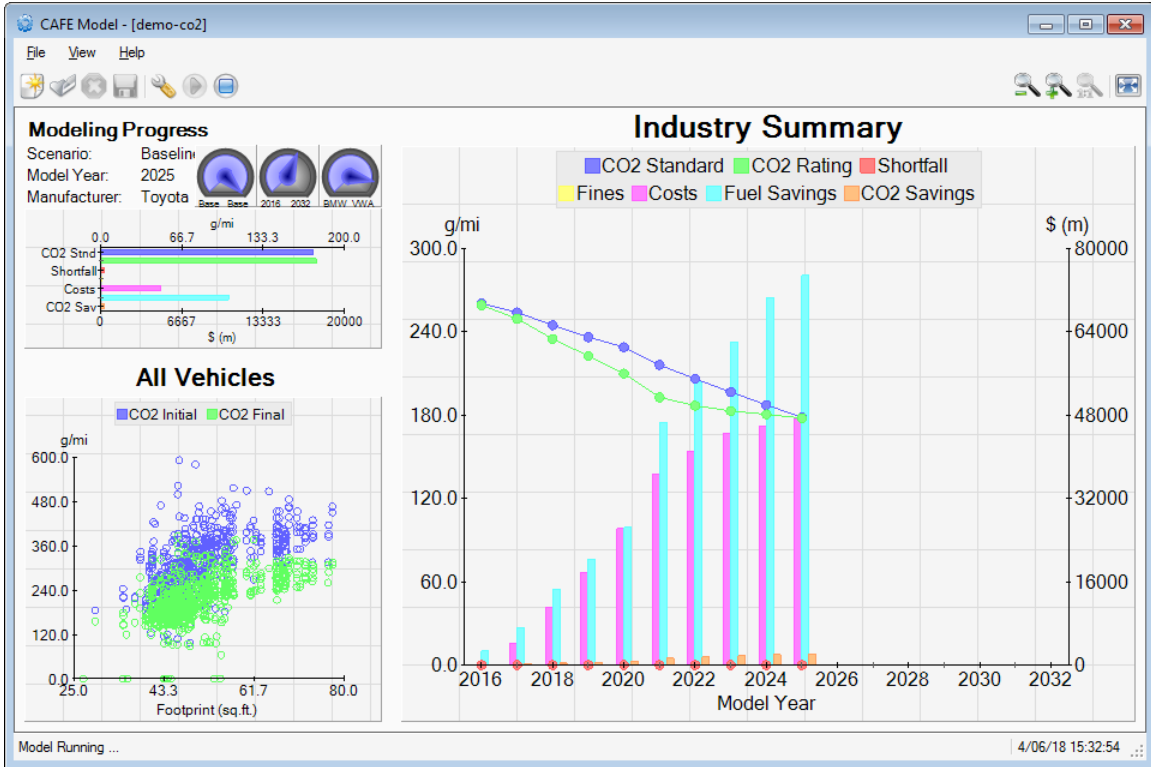 CAFE Model - [demo-co2]
File View Help
Modeling Progress
Scenario: Baselin
Model Year: 2025
Manufacturer: Toyota
Base Base 2016 2032 BMW VWA
g/mi
0.0 66.7 133.3 200.0
CO2 Stnd
Shortfall
Costs
CO2 Sav
0 6667 13333 20000
$ (m)
All Vehicles
CO2 Initial CO2 Final
g/mi
600.0
480.0
360.0
240.0
120.0
0.0
25.0 43.3 61.7 80.0
Footprint (sq.ft.)
Industry Summary
CO2 Standard CO2 Rating Shortfall
Fines Costs Fuel Savings CO2 Savings
g/mi $ (m)
300.0 80000
240.0 64000
180.0 48000
120.0 32000
60.0 16000
0.0 0
2016 2018 2020 2022 2024 2026 2028 2030 2032
Model Year
Model Running ... 4/06/18 15:32:54